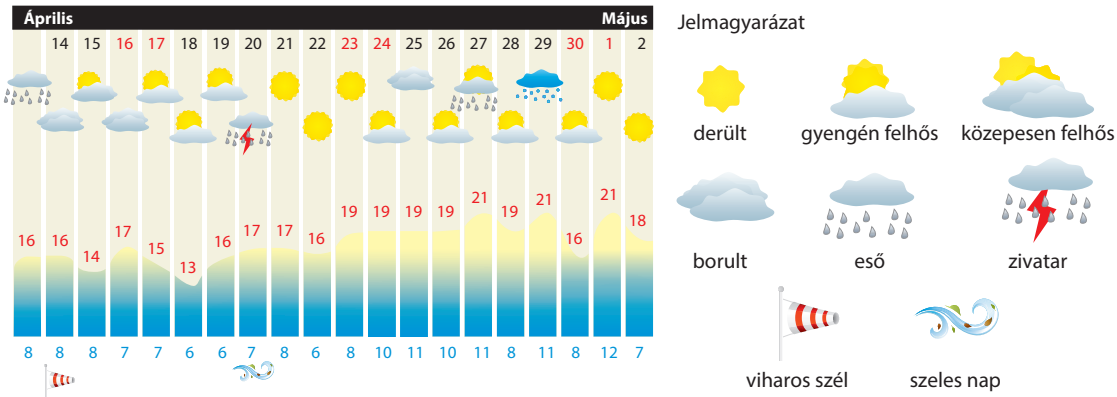 Április Május
14 15 16 17 18 19 20 21 22 23 24 25 26 27 28 29 30 1 2
16 16 14 17 15 13 16 17 17 16 19 19 19 19 21 19 21 16 21 18
8 8 8 7 7 6 6 7 8 6 8 10 11 10 11 8 11 8 12 7
Jelmagyarázat
derült gyengén felhős közepesen felhős
borult eső zivatar
viharos szél szeles nap